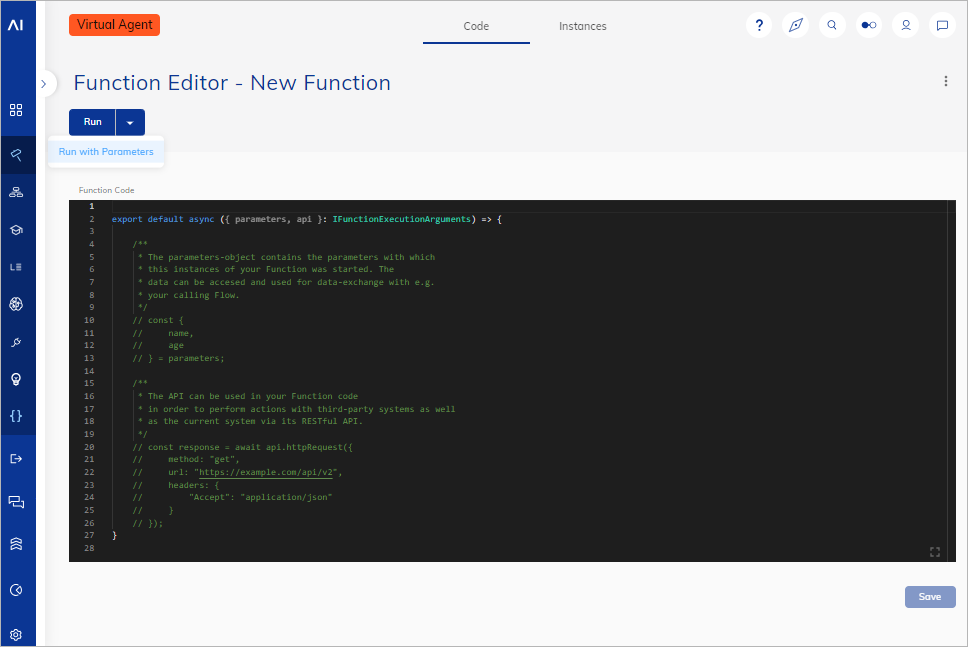 AI
Virtual Agent
Code
Instances
?
Function Editor - New Function
Run
Run with Parameters
Function Code
1
2 export default async ({ parameters, api }: IFunctionExecutionArguments) => {
3
4 /**
5 * The parameters-object contains the parameters with which
6 * this instances of your Function was started. The
7 * data can be accesed and used for data-exchange with e.g.
8 * your calling Flow.
9 */
10 // const {
11 // name,
12 // age
13 // } = parameters;
14
15 /**
16 * The API can be used in your Function code
17 * in order to perform actions with third-party systems as well
18 * as the current system via its RESTful API.
19 */
20 // const response = await api.httpRequest({
21 // method: "get",
22 // url: "https://example.com/api/v2",
23 // headers: {
24 // "Accept": "application/json"
25 // }
26 // });
27 }
28
Save